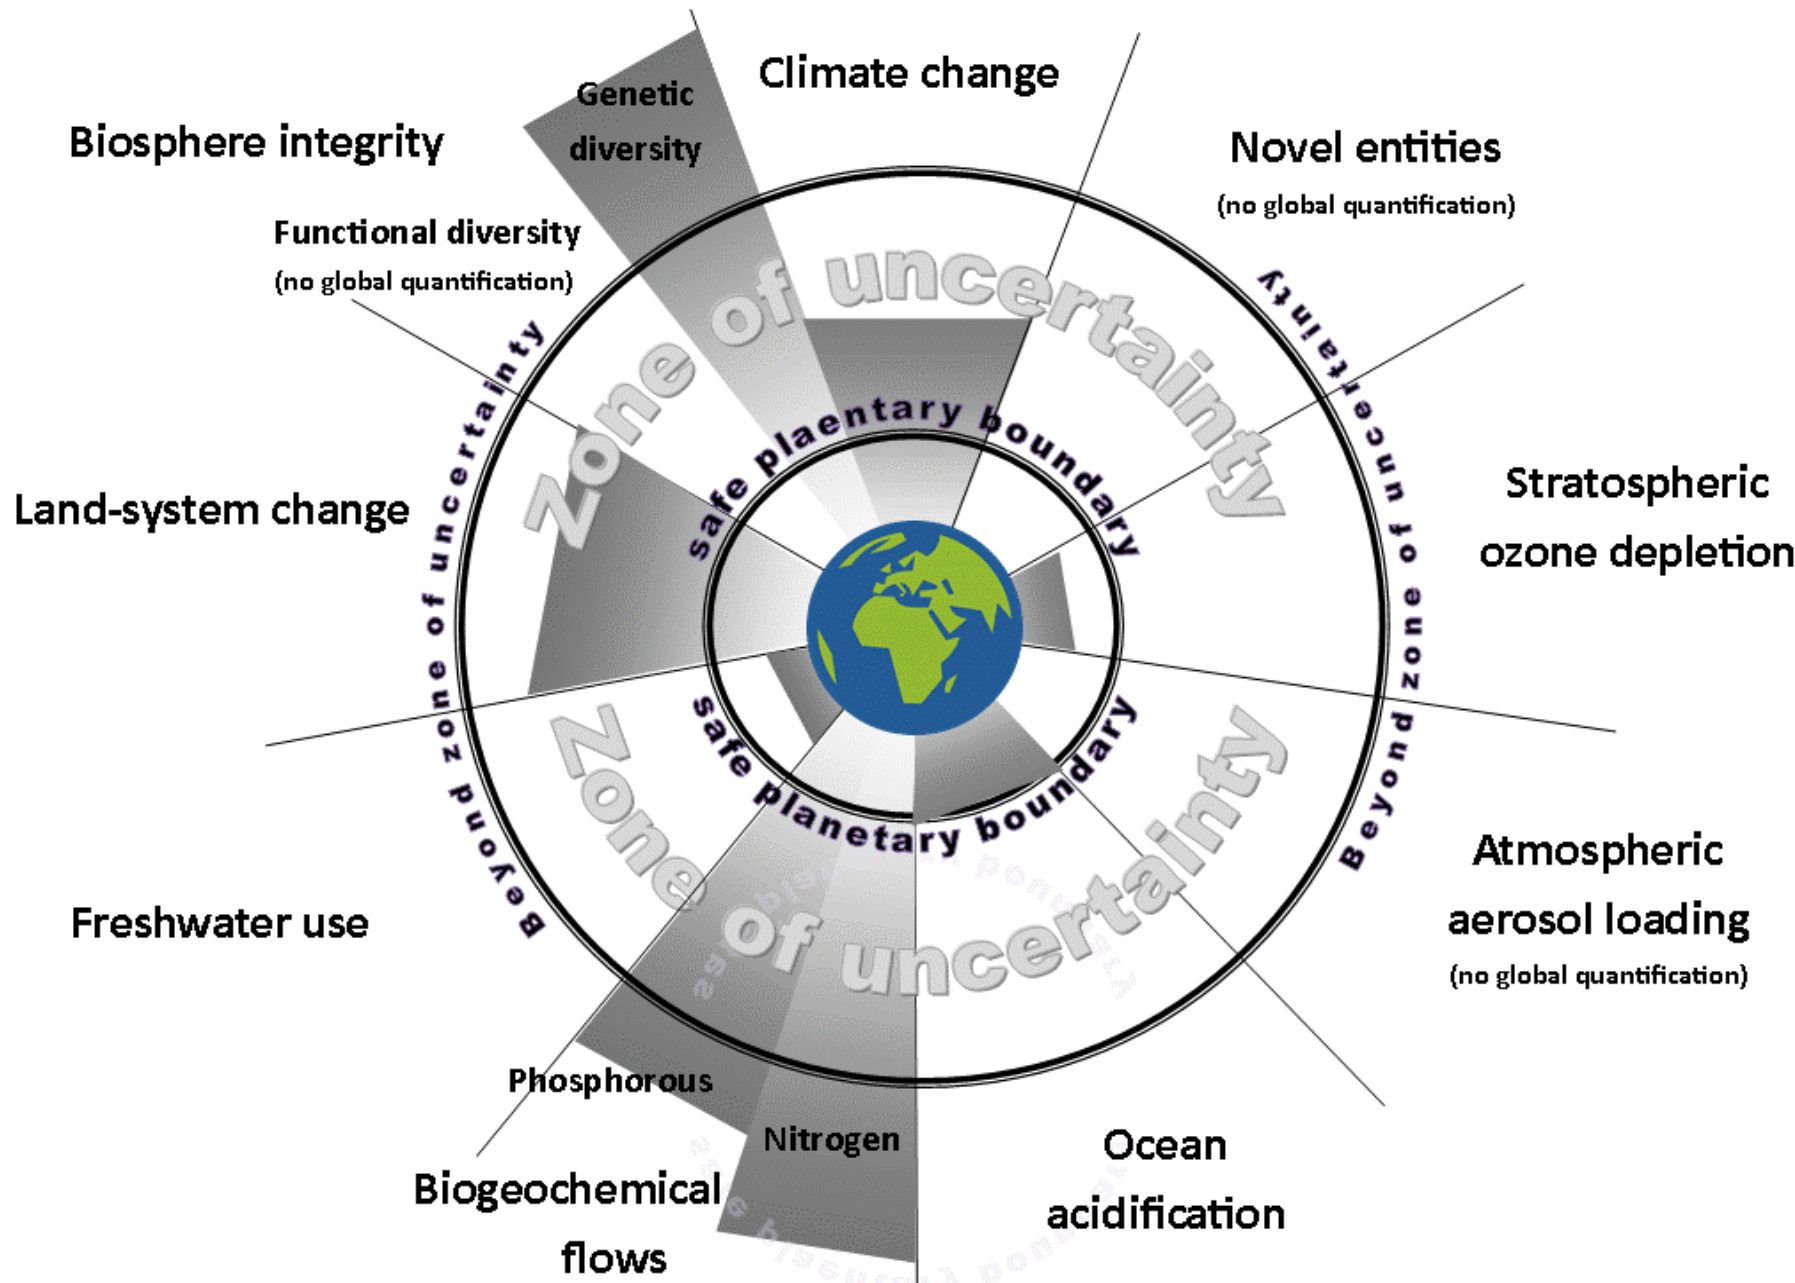 Climate change
Genetic
diversity
Biosphere integrity
Novel entities
(no global quantification)
Functional diversity
(no global quantification)
Zone of uncertainty
Beyond zone of uncertainty
Beyond zone of uncertainty
safe plaentary boundary
Land-system change
Stratospheric
ozone depletion
safe planetary boundary
Zone of uncertainty
Freshwater use
Atmospheric
aerosol loading
(no global quantification)
Phosphorous
Nitrogen
Biogeochemical
flows
Ocean
acidification